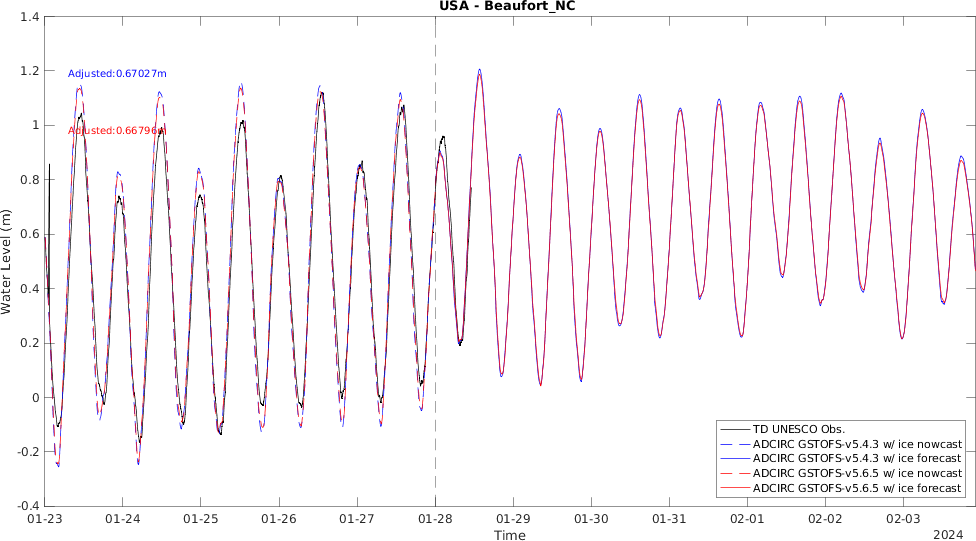 USA - Beaufort_NC
1.4
1.2
1
0.8
0.6
0.4
0.2
0
-0.2
-0.4
Water Level (m)
Adjusted:0.67027m
Adjusted:0.66796m
TD UNESCO Obs.
ADCIRC GSTOFS-v5.4.3 w/ ice nowcast
ADCIRC GSTOFS-v5.4.3 w/ ice forecast
ADCIRC GSTOFS-v5.6.5 w/ ice nowcast
ADCIRC GSTOFS-v5.6.5 w/ ice forecast
01-23 01-24 01-25 01-26 01-27 01-28 01-29 01-30 01-31 02-01 02-02 02-03
Time
2024